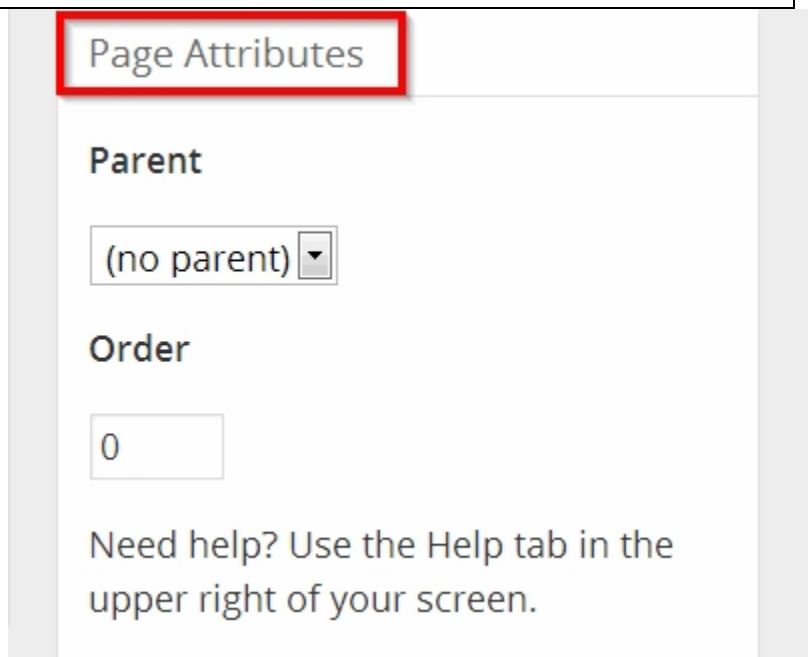 Page Attributes
Parent
(no parent)
Order
0
Need help? Use the Help tab in the
upper right of your screen.